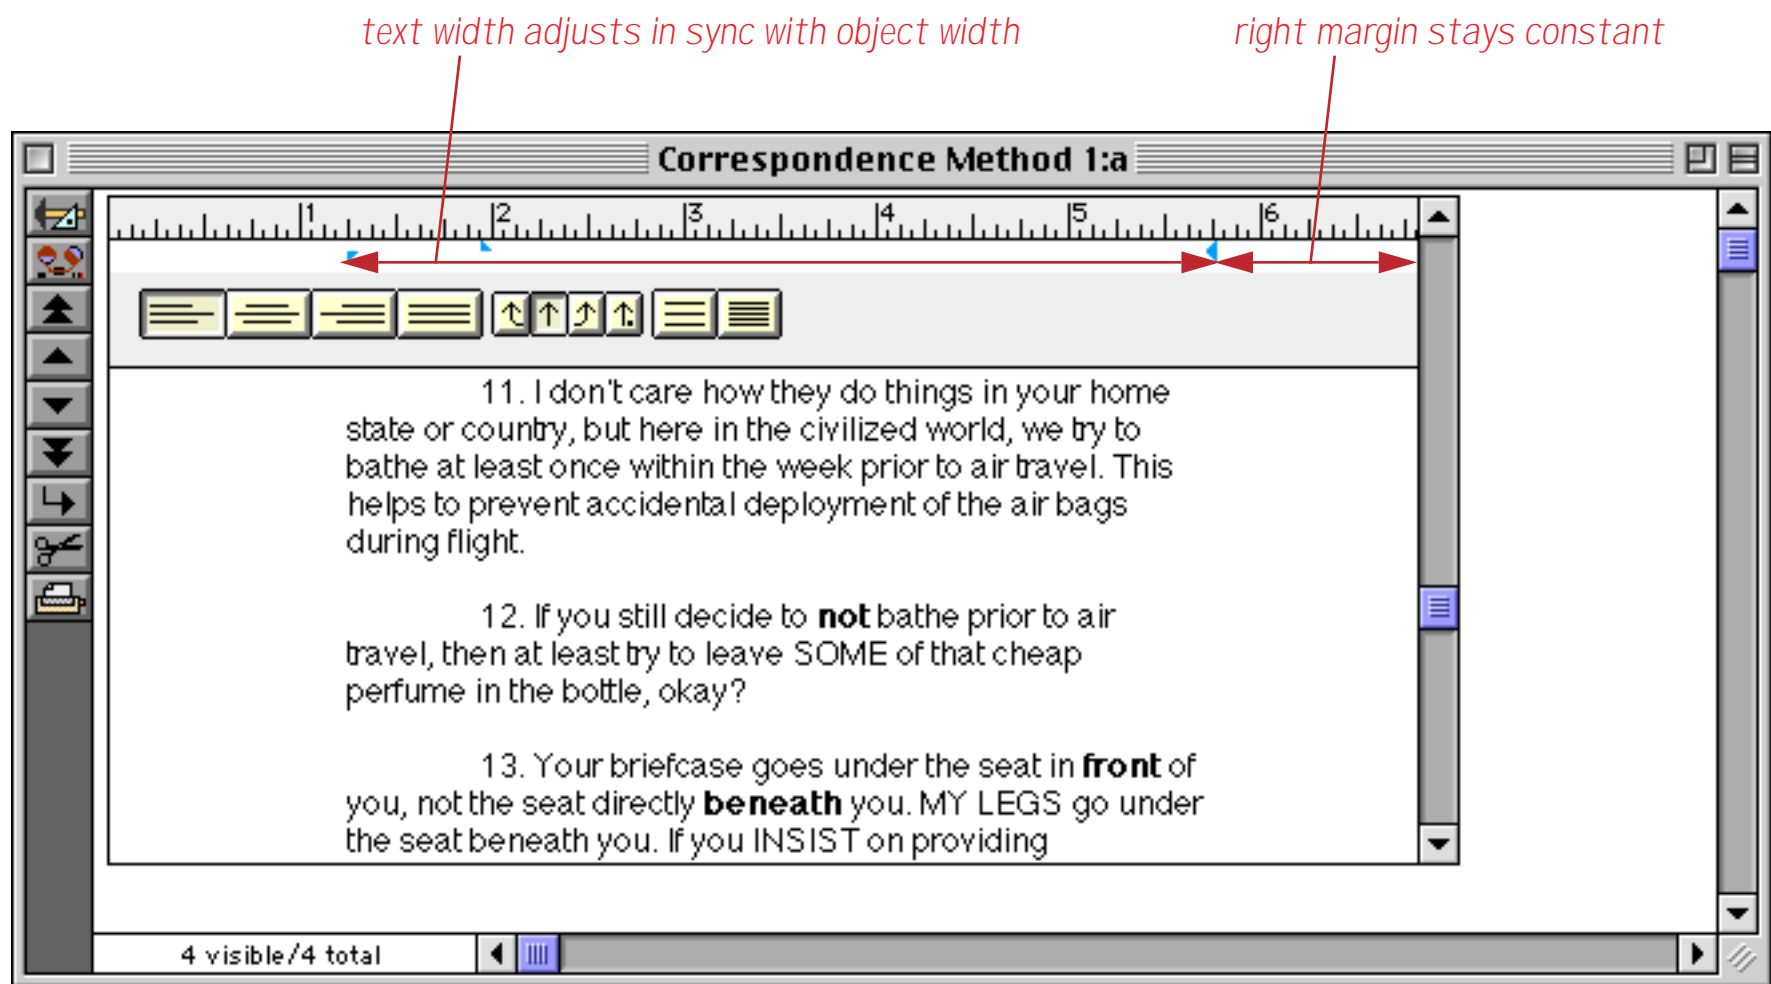 text width adjusts in sync with object width
right margin stays constant
Correspondence Method 1:a
1 2 3 4 5 6
11. I don't care how they do things in your home
state or country, but here in the civilized world, we try to
bathe at least once within the week prior to air travel. This
helps to prevent accidental deployment of the air bags
during flight.
12. If you still decide to not bathe prior to air
travel, then at least try to leave SOME of that cheap
perfume in the bottle, okay?
13. Your briefcase goes under the seat in front of
you, not the seat directly beneath you. MY LEGS go under
the seat beneath you. If you INSIST on providing
4 visible/4 total